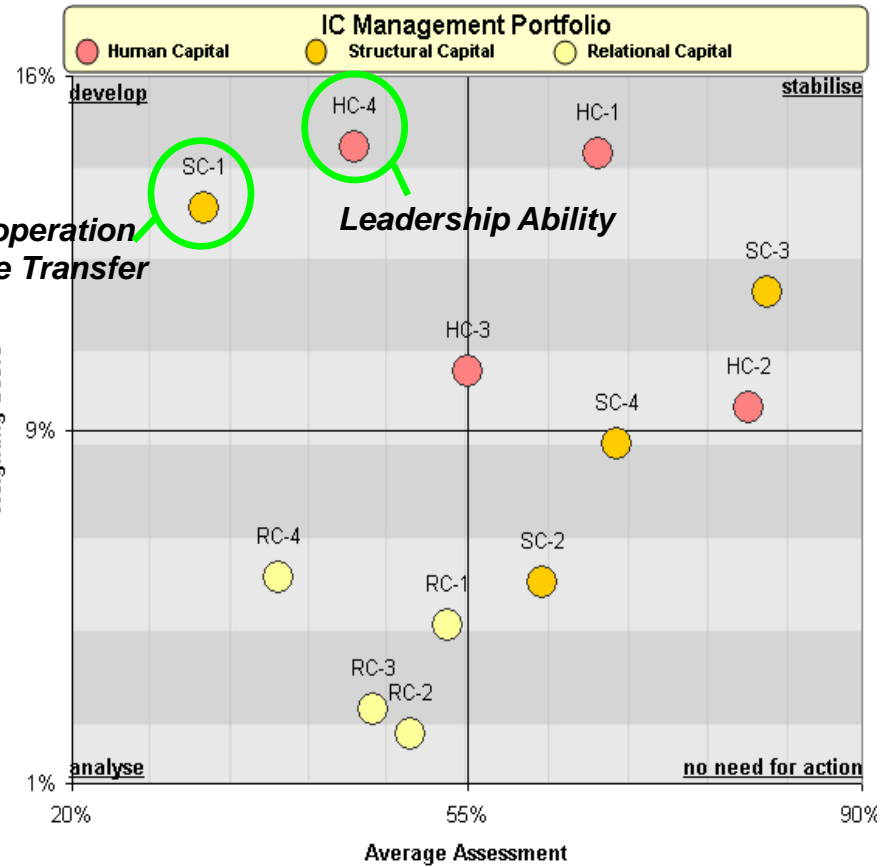 IC Management Portfolio
Human Capital
Structural Capital
Relational Capital
16%
develop
stabilise
HC-4
HC-1
SC-1
Leadership Ability
Transfer
SC-3
HC-3
HC-2
SC-4
9%
RC-4
SC-2
RC-1
RC-3
RC-2
analyse
no need for action
1%
20%
55%
90%
Average Assessment